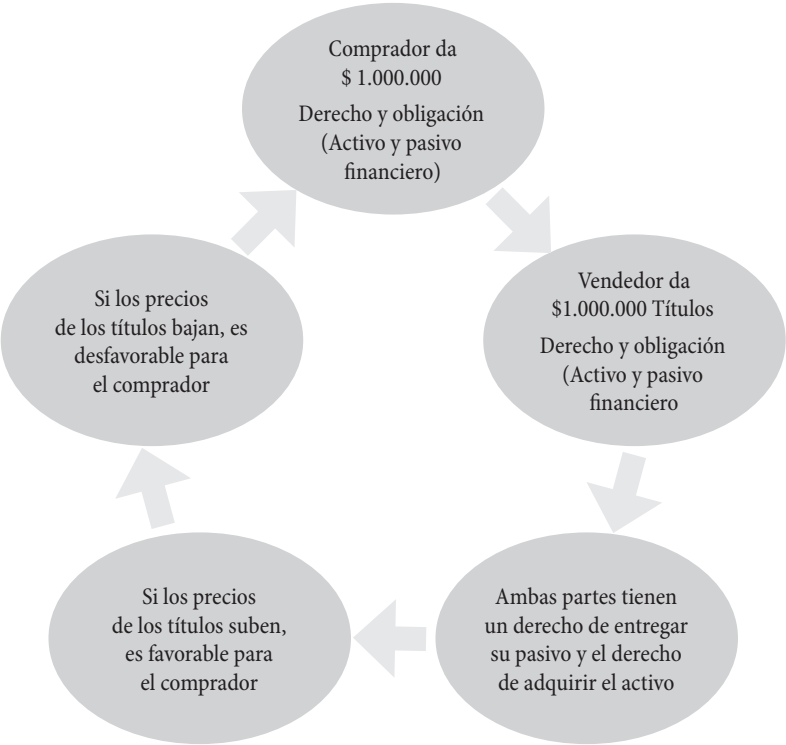 Comprador da
$ 1.000.000
Derecho y obligación
(Activo y pasivo
financiero)
Vendedor da
$1.000.000 Títulos
Derecho y obligación
(Activo y pasivo
financiero
Ambas partes tienen
un derecho de entregar
su pasivo y el derecho
de adquirir el activo
Si los precios
de los títulos suben,
es favorable para
el comprador
Si los precios
de los títulos bajan, es
desfavorable para
el comprador